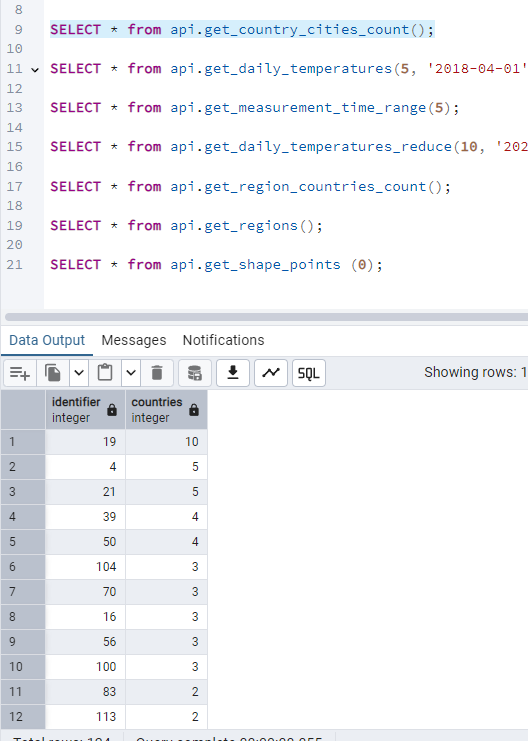 8
9 SELECT * from api.get_country_cities_count();
10
11 SELECT * from api.get_daily_temperatures(5, '2018-04-01'
12
13 SELECT * from api.get_measurement_time_range(5);
14
15 SELECT * from api.get_daily_temperatures_reduce(10, '202
16
17 SELECT * from api.get_region_countries_count();
18
19 SELECT * from api.get_regions();
20
21 SELECT * from api.get_shape_points (0);
Data Output Messages Notifications
SQL Showing rows: 1
identifier integer countries integer
1 19 10
2 4 5
3 21 5
4 39 4
5 50 4
6 104 3
7 70 3
8 16 3
9 56 3
10 100 3
11 83 2
12 113 2